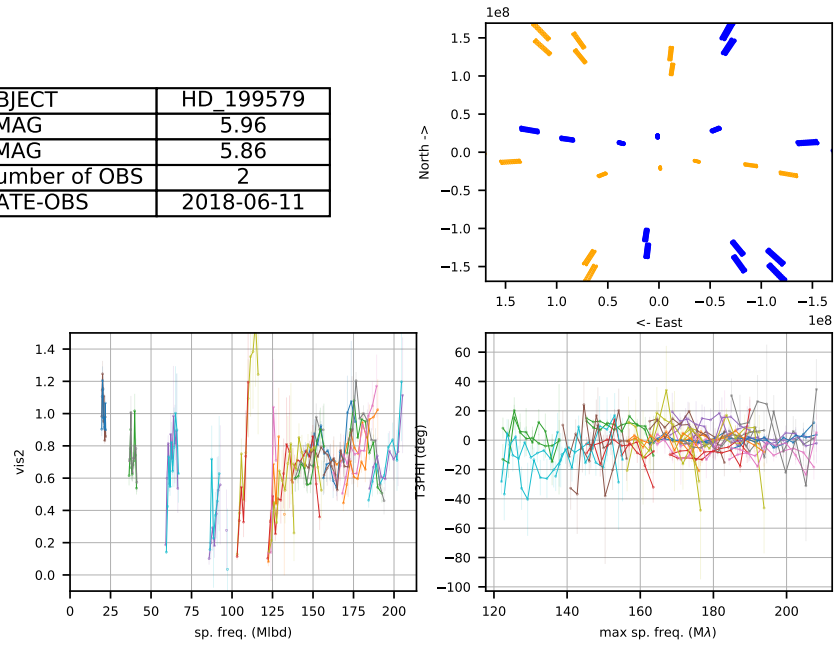 BJECT HD_199579
MAG 5.96
MAG 5.86
umber of OBS 2
ATE-OBS 2018-06-11
1e8
1.5
1.0
0.5
0.0
−0.5
−1.0
−1.5
North ->
1.5 1.0 0.5 0.0 −0.5 −1.0 −1.5
1e8
<- East
1.4
1.2
1.0
0.8
0.6
0.4
0.2
0.0
vis2
0 25 50 75 100 125 150 175 200
sp. freq. (Mlbd)
60
40
20
0
−20
−40
−60
−80
−100
T3PHI (deg)
120 140 160 180 200
max sp. freq. (Mλ)